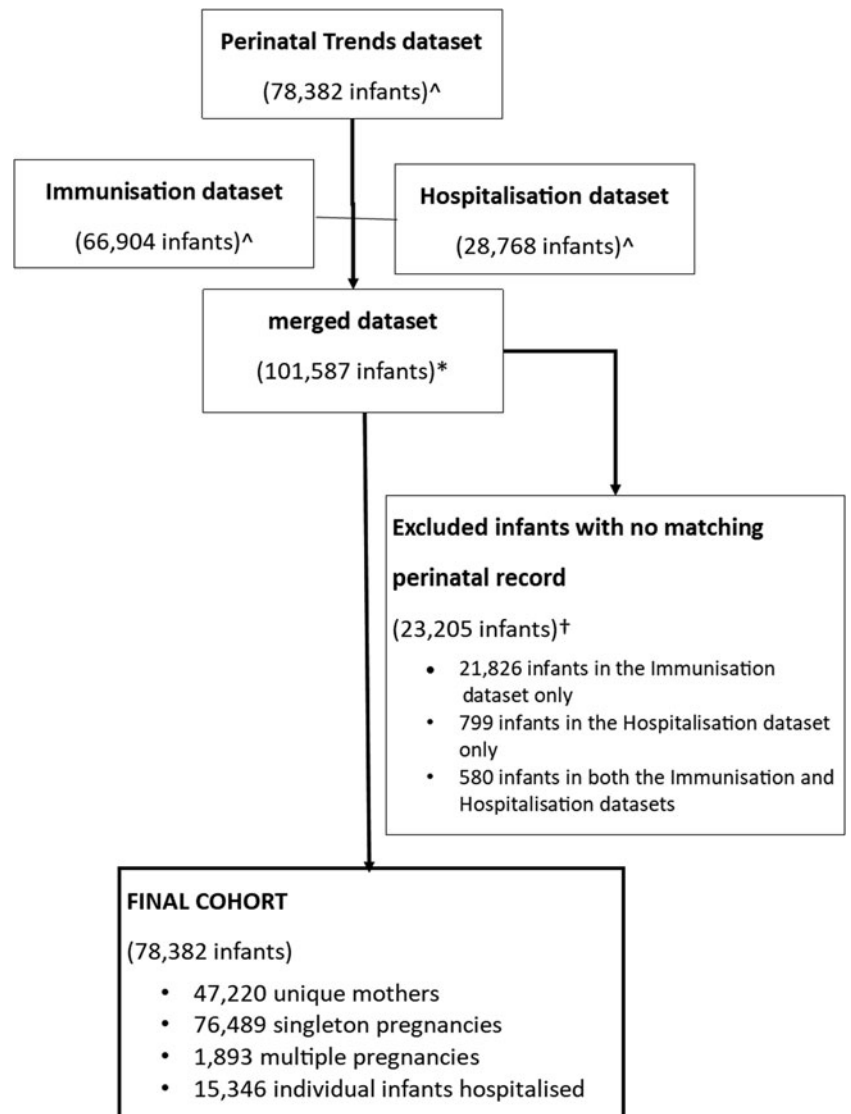 Perinatal Trends dataset
(78,382 infants)^
Immunisation dataset
(66,904 infants)^
Hospitalisation dataset
(28,768 infants)^
merged dataset
(101,587 infants)*
Excluded infants with no matching
perinatal record
(23,205 infants)†
• 21,826 infants in the Immunisation
dataset only
• 799 infants in the Hospitalisation dataset
only
• 580 infants in both the Immunisation and
Hospitalisation datasets
FINAL COHORT
(78,382 infants)
• 47,220 unique mothers
• 76,489 singleton pregnancies
• 1,893 multiple pregnancies
• 15,346 individual infants hospitalised